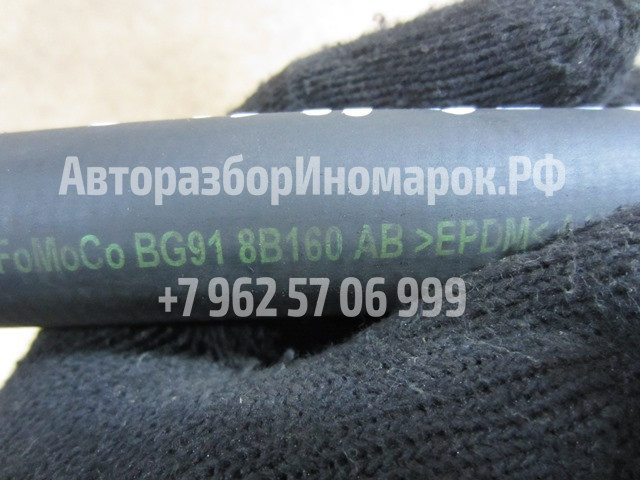 АвторазборИномарок.РФ
FoMoCo BG91 8B160 AB >EPDM<
+7 962 57 06 999